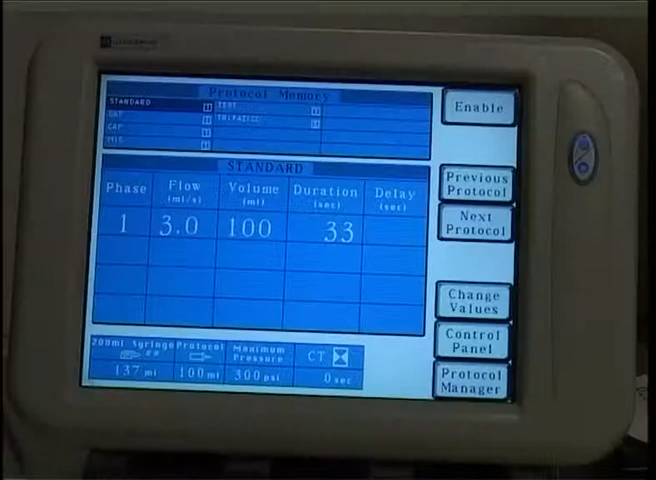 Protocol Memory
STANDARD
TEST
CAP
STANDARD
Phase Flow Volume Duration Delay
(ml/s) (ml) (sec) (sec)
1 3.0 100 33
200ml Syringe Protocol Maximum Pressure CT
137 ml 100 ml 300 psi 0 sec
Enable
Previous
Protocol
Next
Protocol
Change
Values
Control
Panel
Protocol
Manager